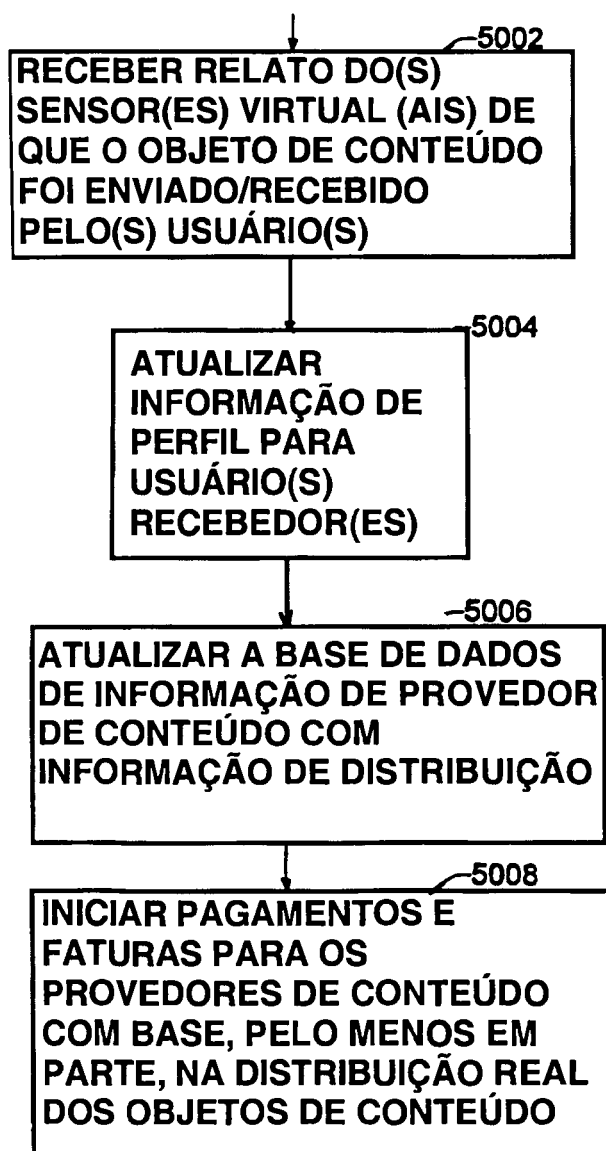 5002
RECEBER RELATO DO(S)
SENSOR(ES) VIRTUAL (AIS) DE
QUE O OBJETO DE CONTEÚDO
FOI ENVIADO/RECEBIDO
PELO(S) USUÁRIO(S)
5004
ATUALIZAR
INFORMAÇÃO DE
PERFIL PARA
USUÁRIO(S)
RECEBEDOR(ES)
5006
ATUALIZAR A BASE DE DADOS
DE INFORMAÇÃO DE PROVEDOR
DE CONTEÚDO COM
INFORMAÇÃO DE DISTRIBUIÇÃO
5008
INICIAR PAGAMENTOS E
FATURAS PARA OS
PROVEDORES DE CONTEÚDO
COM BASE, PELO MENOS EM
PARTE, NA DISTRIBUIÇÃO REAL
DOS OBJETOS DE CONTEÚDO